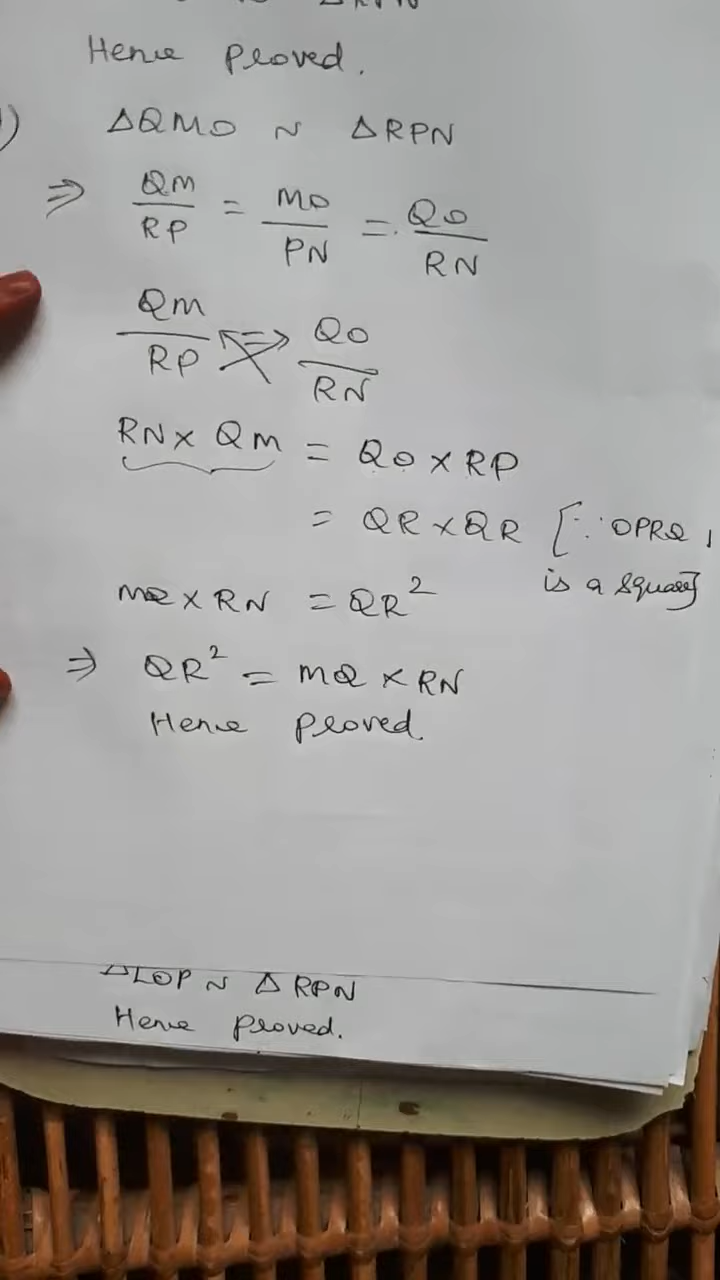 Hence proved.
ΔQMO ~ ΔRPN
⇒ QM/RP = MO/PN = QO/RN
QM/RP = QO/RN
RN × QM = QO × RP
= QR × QR [∵ OPRQ,
is a square]
MQ × RN = QR²
⇒ QR² = MQ × RN
Hence proved.
ΔLOP ~ Δ RPN
Hence proved.